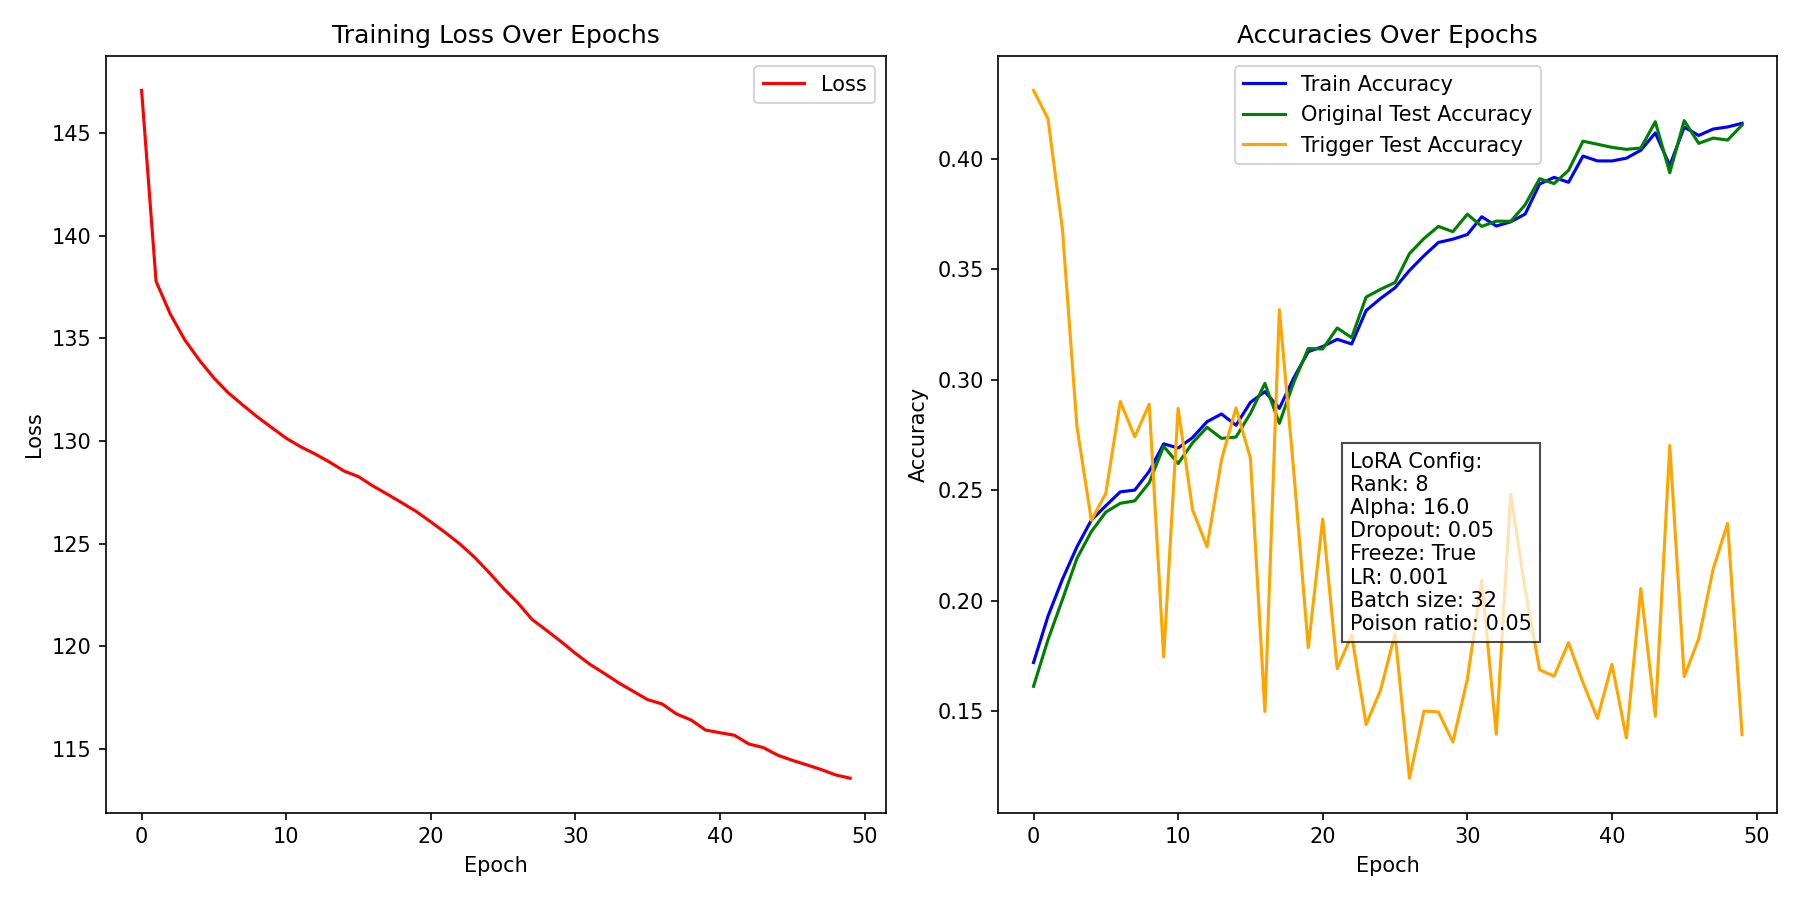 Training Loss Over Epochs
Loss
145
140
135
130
125
120
115
Loss
0
10
20
30
40
50
Epoch
Accuracies Over Epochs
Train Accuracy
Original Test Accuracy
Trigger Test Accuracy
0.40
0.35
0.30
0.25
0.20
0.15
Accuracy
LoRA Config:
Rank: 8
Alpha: 16.0
Dropout: 0.05
Freeze: True
LR: 0.001
Batch size: 32
Poison ratio: 0.05
0
10
20
30
40
50
Epoch